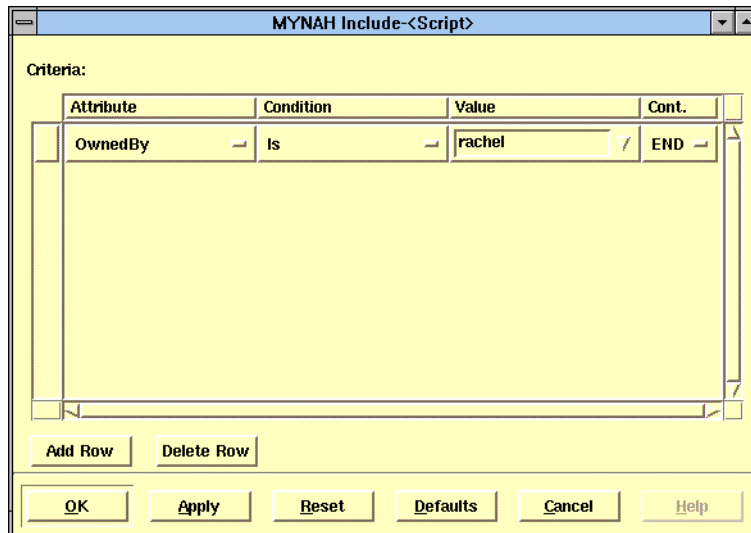 MYNAH Include-<Script>
Criteria:
Attribute Condition Value Cont.
OwnedBy Is rachel END
Add Row Delete Row
OK Apply Reset Defaults Cancel Help